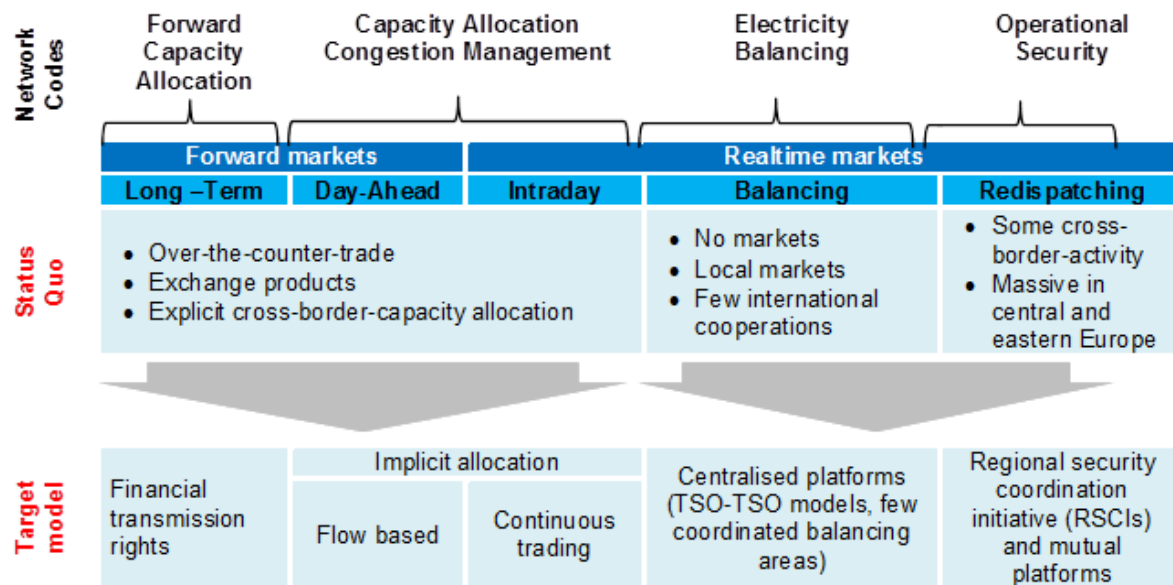 Network
Codes
Forward
Capacity
Allocation
Capacity Allocation
Congestion Management
Electricity
Balancing
Operational
Security
Forward markets
Realtime markets
Long –Term
Day-Ahead
Intraday
Balancing
Redispatching
Status
Quo
• Over-the-counter-trade
• Exchange products
• Explicit cross-border-capacity allocation
• No markets
• Local markets
• Few international
cooperations
• Some cross-
border-activity
• Massive in
central and
eastern Europe
Target
model
Financial
transmission
rights
Implicit allocation
Flow based
Continuous
trading
Centralised platforms
(TSO-TSO models, few
coordinated balancing
areas)
Regional security
coordination
initiative (RSCIs)
and mutual
platforms